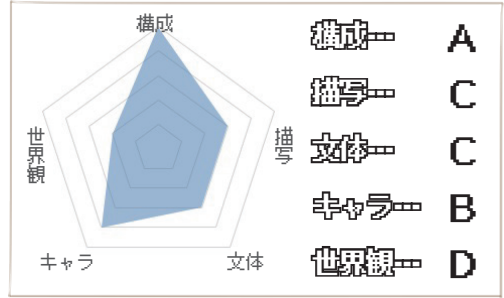 構成
描写
文体
キャラ
世界観
構成… A
描写… C
文体… C
キャラ… B
世界観… D